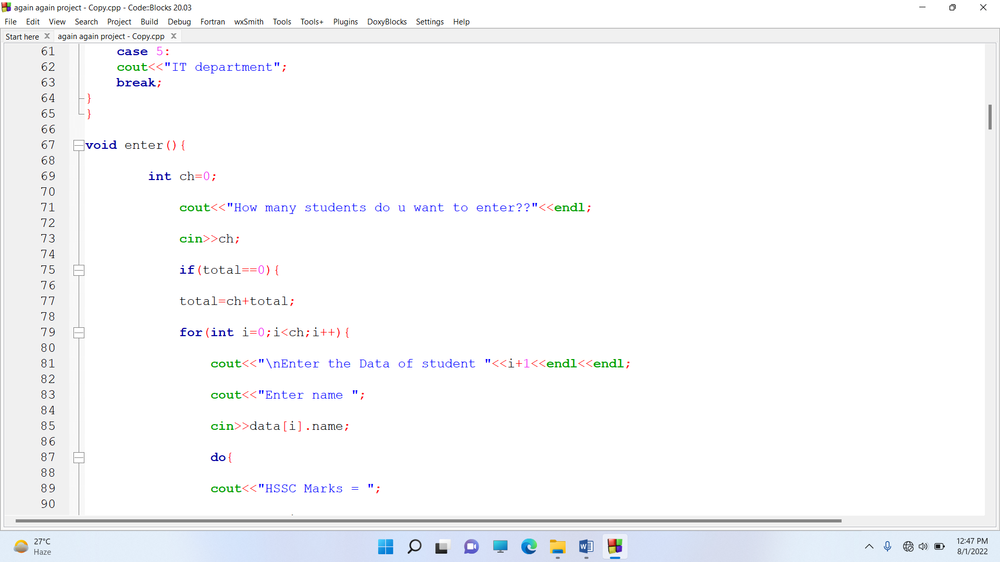 again again project - Copy.cpp - Code::Blocks 20.03
File Edit View Search Project Build Debug Fortran wxSmith Tools Tools+ Plugins DoxyBlocks Settings Help
Start here again again project - Copy.cpp
61 case 5:
62 cout<<"IT department";
63 break;
64 }
65 }
66
67 void enter(){
68
69 int ch=0;
70
71 cout<<"How many students do u want to enter??"<<endl;
72
73 cin>>ch;
74
75 if(total==0){
76
77 total=ch+total;
78
79 for(int i=0;i<ch;i++){
80
81 cout<<"\nEnter the Data of student "<<i+1<<endl<<endl;
82
83 cout<<"Enter name ";
84
85 cin>>data[i].name;
86
87 do{
88
89 cout<<"HSSC Marks = ";
90
27°C
Haze
12:47 PM
8/1/2022